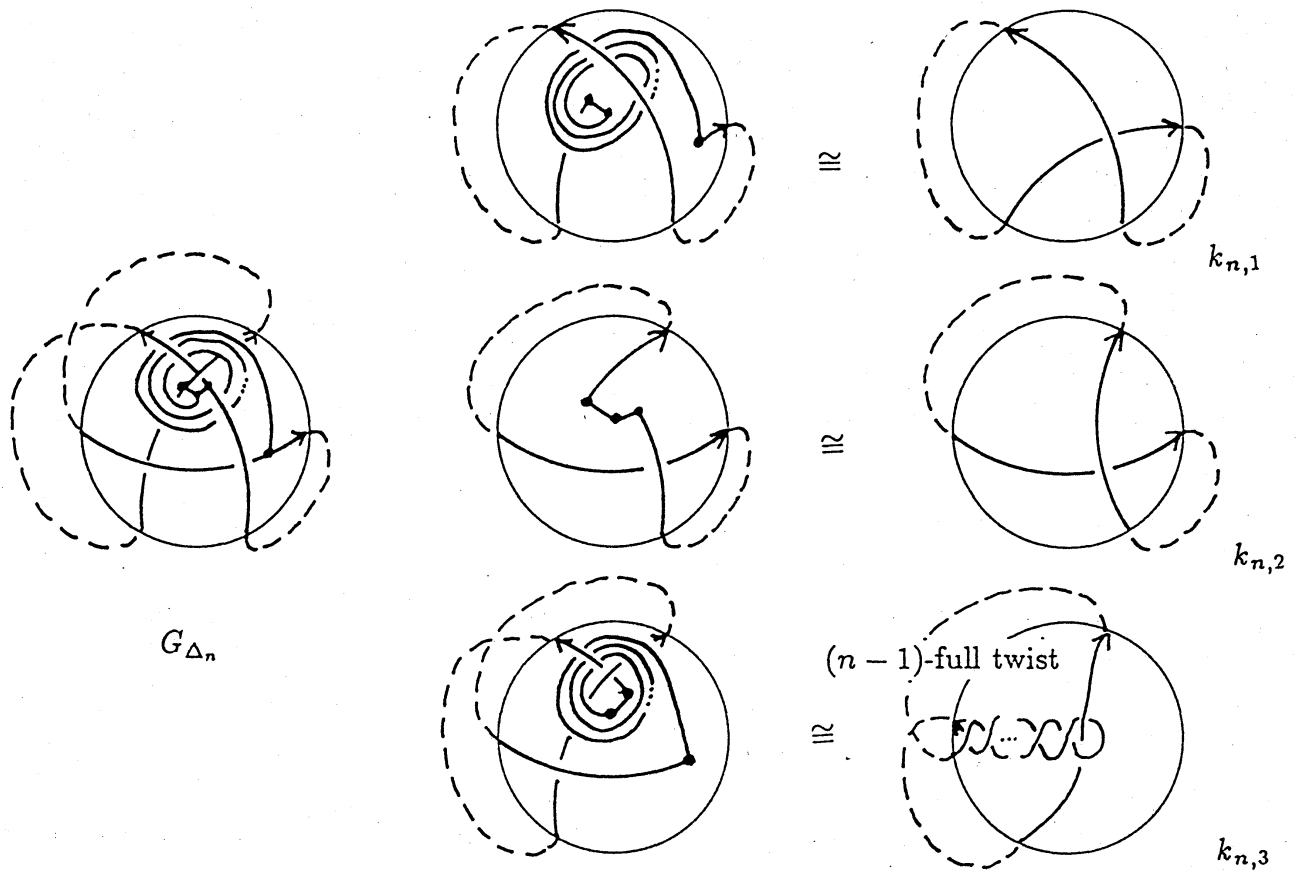 ≅
k_{n,1}
≅
k_{n,2}
G_{Δ_n}
(n − 1)-full twist
≅
k_{n,3}